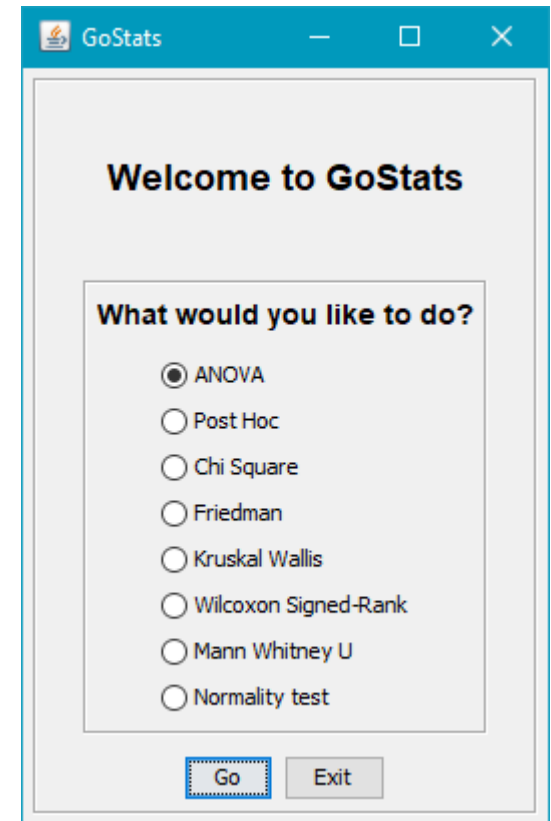 GoStats
Welcome to GoStats
What would you like to do?
ANOVA
Post Hoc
Chi Square
Friedman
Kruskal Wallis
Wilcoxon Signed-Rank
Mann Whitney U
Normality test
Go Exit